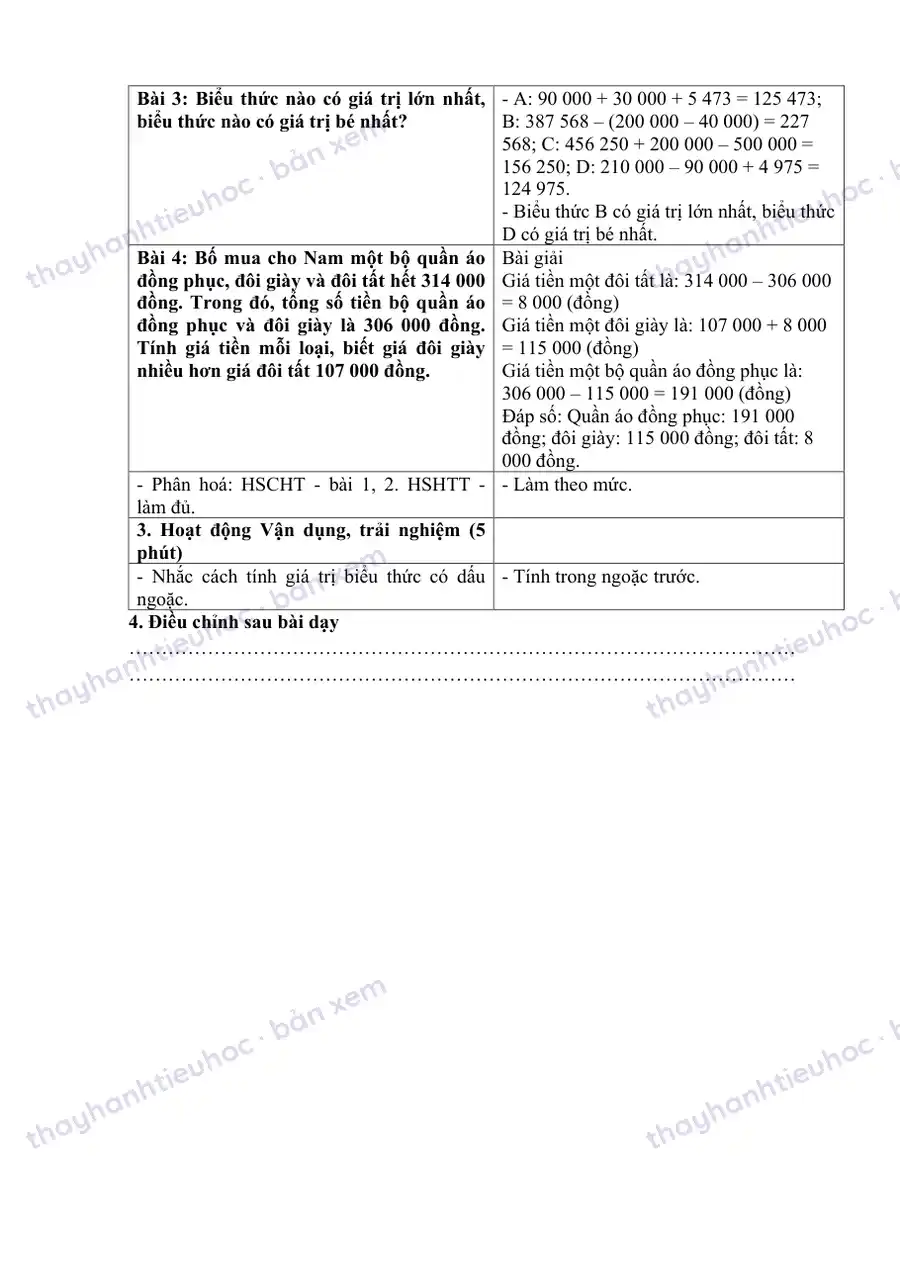 Bài 3: Biểu thức nào có giá trị lớn nhất,
biểu thức nào có giá trị bé nhất?
- A: 90 000 + 30 000 + 5 473 = 125 473;
B: 387 568 – (200 000 – 40 000) = 227
568; C: 456 250 + 200 000 – 500 000 =
156 250; D: 210 000 – 90 000 + 4 975 =
124 975.
- Biểu thức B có giá trị lớn nhất, biểu thức
D có giá trị bé nhất.
Bài 4: Bố mua cho Nam một bộ quần áo
đồng phục, đôi giày và đôi tất hết 314 000
đồng. Trong đó, tổng số tiền bộ quần áo
đồng phục và đôi giày là 306 000 đồng.
Tính giá tiền mỗi loại, biết giá đôi giày
nhiều hơn giá đôi tất 107 000 đồng.
Bài giải
Giá tiền một đôi tất là: 314 000 – 306 000
= 8 000 (đồng)
Giá tiền một đôi giày là: 107 000 + 8 000
= 115 000 (đồng)
Giá tiền một bộ quần áo đồng phục là:
306 000 – 115 000 = 191 000 (đồng)
Đáp số: Quần áo đồng phục: 191 000
đồng; đôi giày: 115 000 đồng; đôi tất: 8
000 đồng.
- Phân hoá: HSCHT - bài 1, 2. HSHTT -
làm đủ.
- Làm theo mức.
3. Hoạt động Vận dụng, trải nghiệm (5
phút)
- Nhắc cách tính giá trị biểu thức có dấu
ngoặc.
- Tính trong ngoặc trước.
4. Điều chỉnh sau bài dạy
……………………………………………………………………………………………
……………………………………………………………………………………………
thayhanhtieuhoc · bản xem
thayhanhtieuhoc · b
thayhanhtieuhoc · bản xem
thayhanhtieuhoc · b
thayhanhtieuhoc · bản xem
thayhanhtieuhoc · b